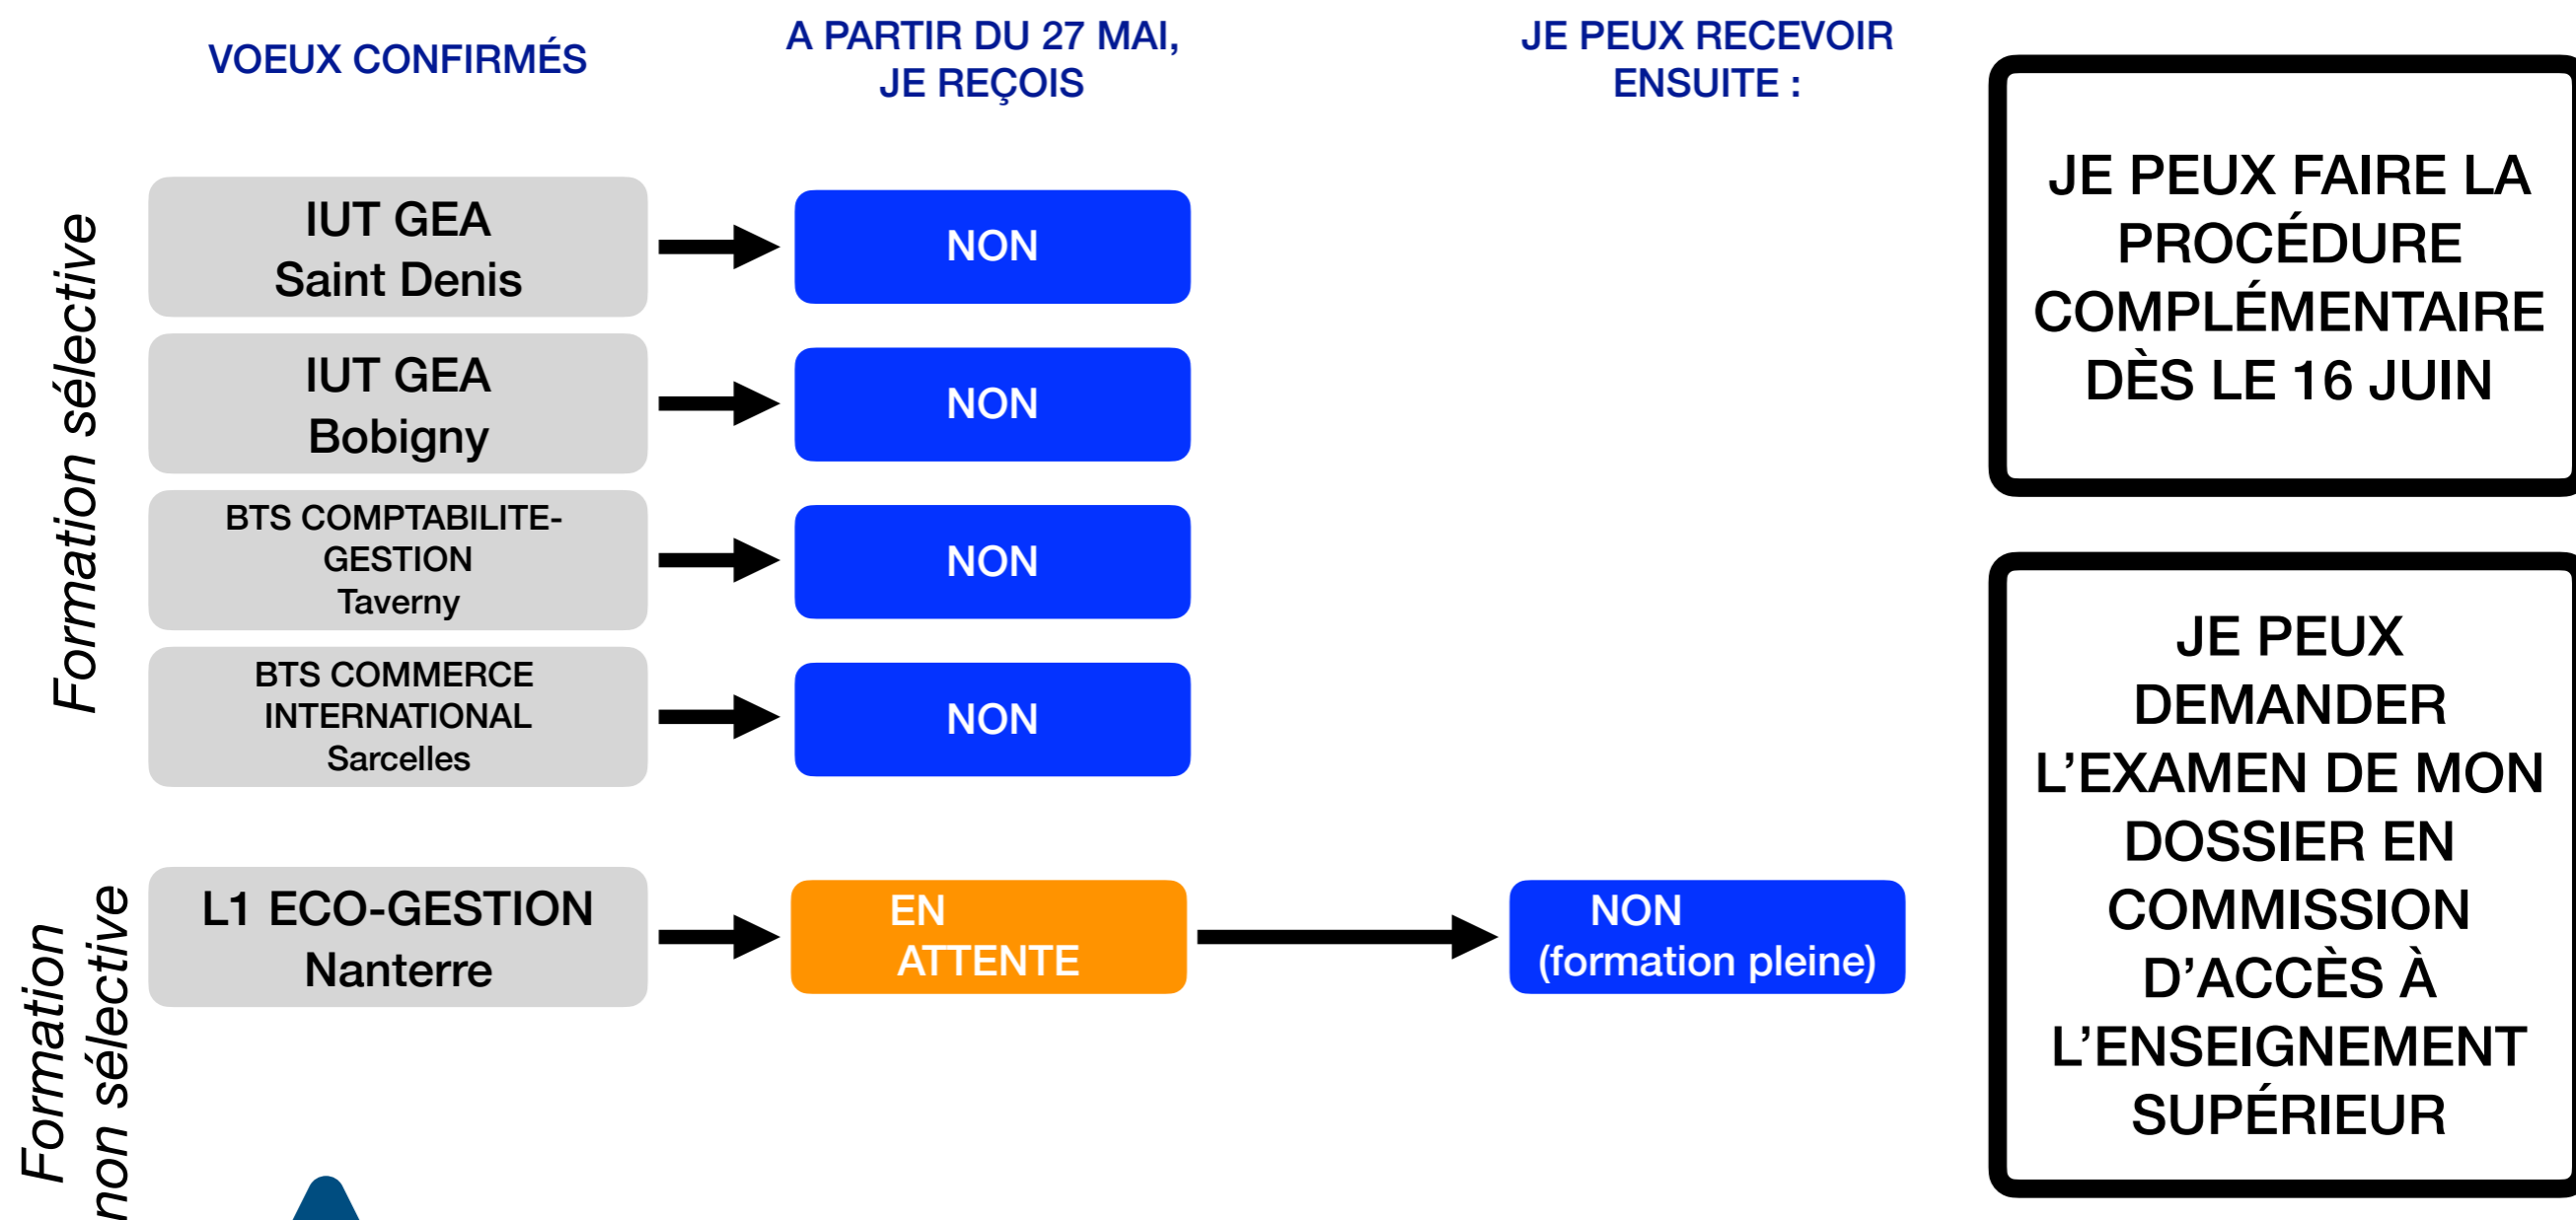 VOEUX CONFIRMÉS
A PARTIR DU 27 MAI,
JE REÇOIS
JE PEUX RECEVOIR
ENSUITE :
Formation sélective
IUT GEA
Saint Denis
NON
IUT GEA
Bobigny
NON
BTS COMPTABILITE-
GESTION
Taverny
NON
BTS COMMERCE
INTERNATIONAL
Sarcelles
NON
Formation
non sélective
L1 ECO-GESTION
Nanterre
EN
ATTENTE
NON
(formation pleine)
JE PEUX FAIRE LA
PROCÉDURE
COMPLÉMENTAIRE
DÈS LE 16 JUIN
JE PEUX
DEMANDER
L’EXAMEN DE MON
DOSSIER EN
COMMISSION
D’ACCÈS À
L’ENSEIGNEMENT
SUPÉRIEUR